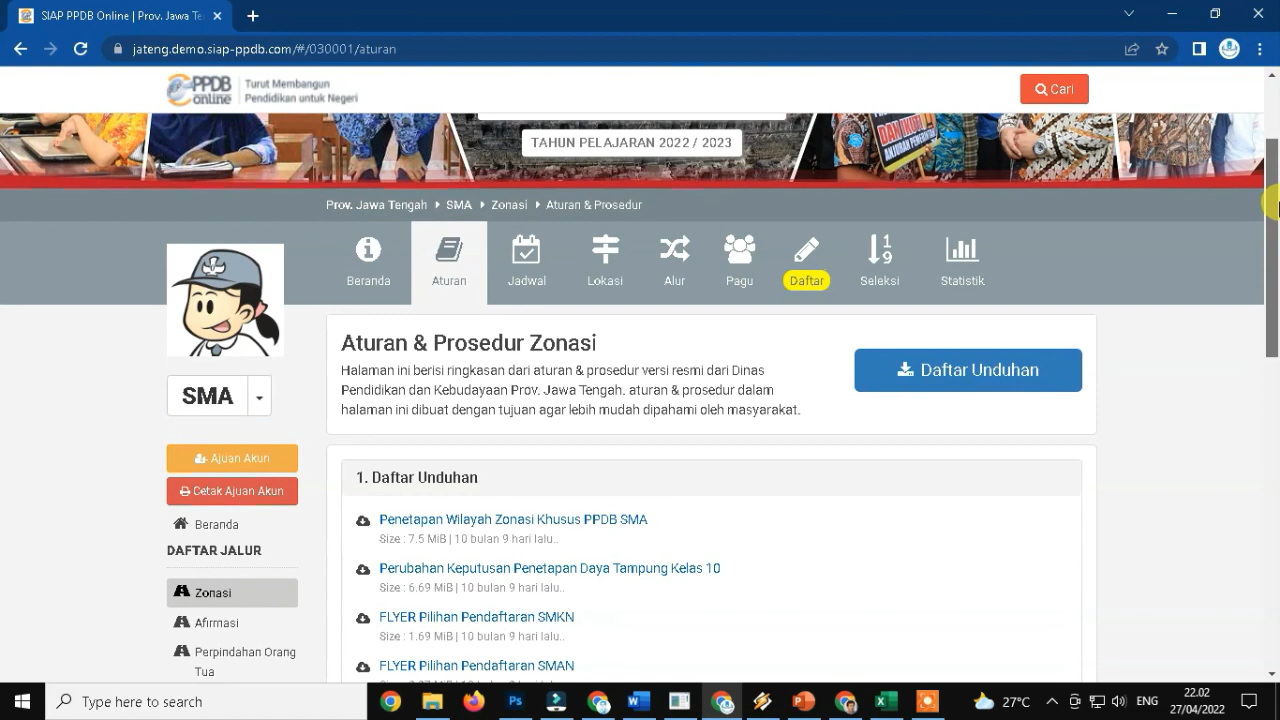 SIAP PPDB Online | Prov. Jawa Te
jateng.demo.siap-ppdb.com/#/030001/aturan
PPDB online
Turut Membangun
Pendidikan untuk Negeri
Cari
TAHUN PELAJARAN 2022 / 2023
Prov. Jawa Tengah SMA Zonasi Aturan & Prosedur
Beranda Aturan Jadwal Lokasi Alur Pagu Daftar Seleksi Statistik
Aturan & Prosedur Zonasi
Halaman ini berisi ringkasan dari aturan & prosedur versi resmi dari Dinas
Pendidikan dan Kebudayaan Prov. Jawa Tengah, aturan & prosedur dalam
halaman ini dibuat dengan tujuan agar lebih mudah dipahami oleh masyarakat.
Daftar Unduhan
SMA
Ajuan Akun
Cetak Ajuan Akun
Beranda
DAFTAR JALUR
Zonasi
Afirmasi
Perpindahan Orang
Tua
1. Daftar Unduhan
Penetapan Wilayah Zonasi Khusus PPDB SMA
Size : 7.5 MiB | 10 bulan 9 hari lalu..
Perubahan Keputusan Penetapan Daya Tampung Kelas 10
Size : 6.69 MiB | 10 bulan 9 hari lalu..
FLYER Pilihan Pendaftaran SMKN
Size : 1.69 MiB | 10 bulan 9 hari lalu..
FLYER Pilihan Pendaftaran SMAN
Type here to search
27°C
ENG
22.02
27/04/2022